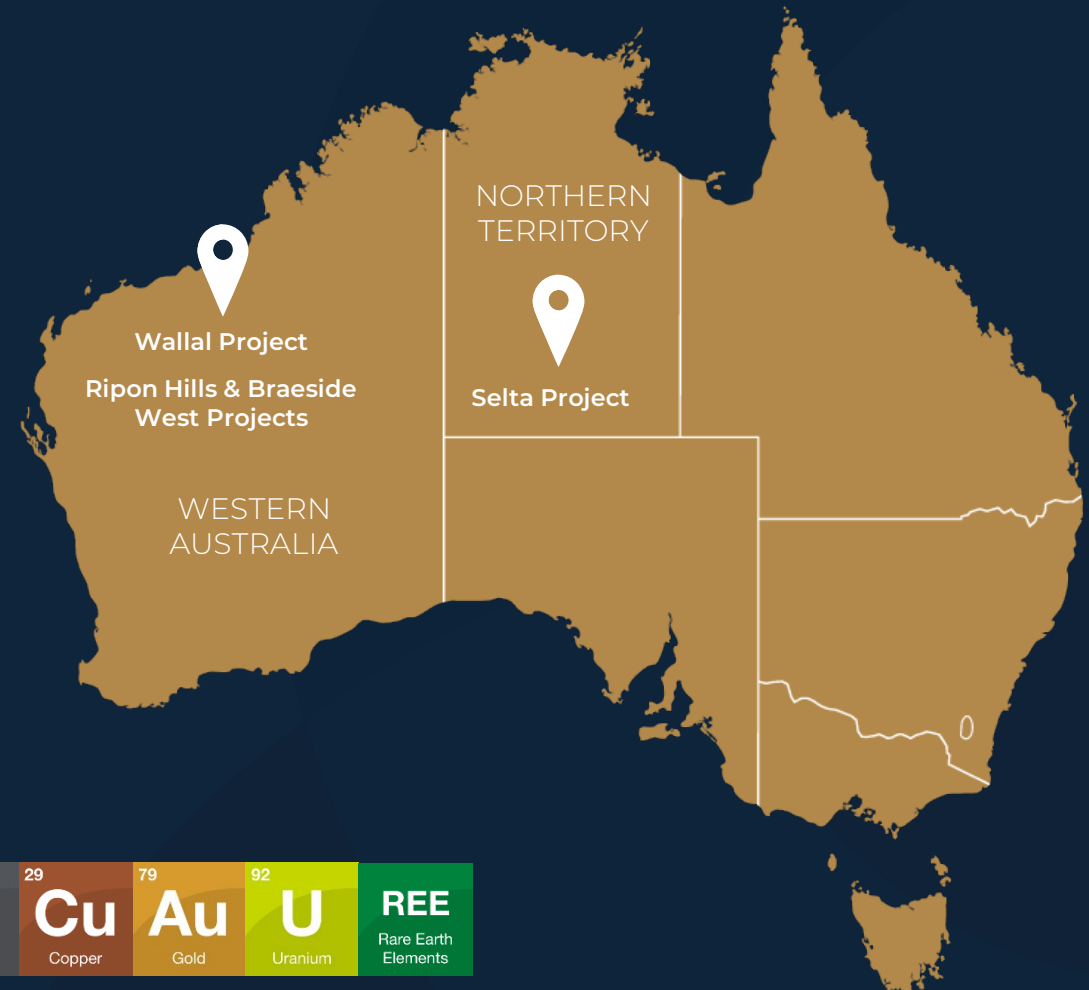 NORTHERN
TERRITORY
Wallal Project
Ripon Hills & Braeside
West Projects
Selta Project
WESTERN
AUSTRALIA
29
Cu
Copper
79
Au
Gold
92
U
Uranium
REE
Rare Earth
Elements